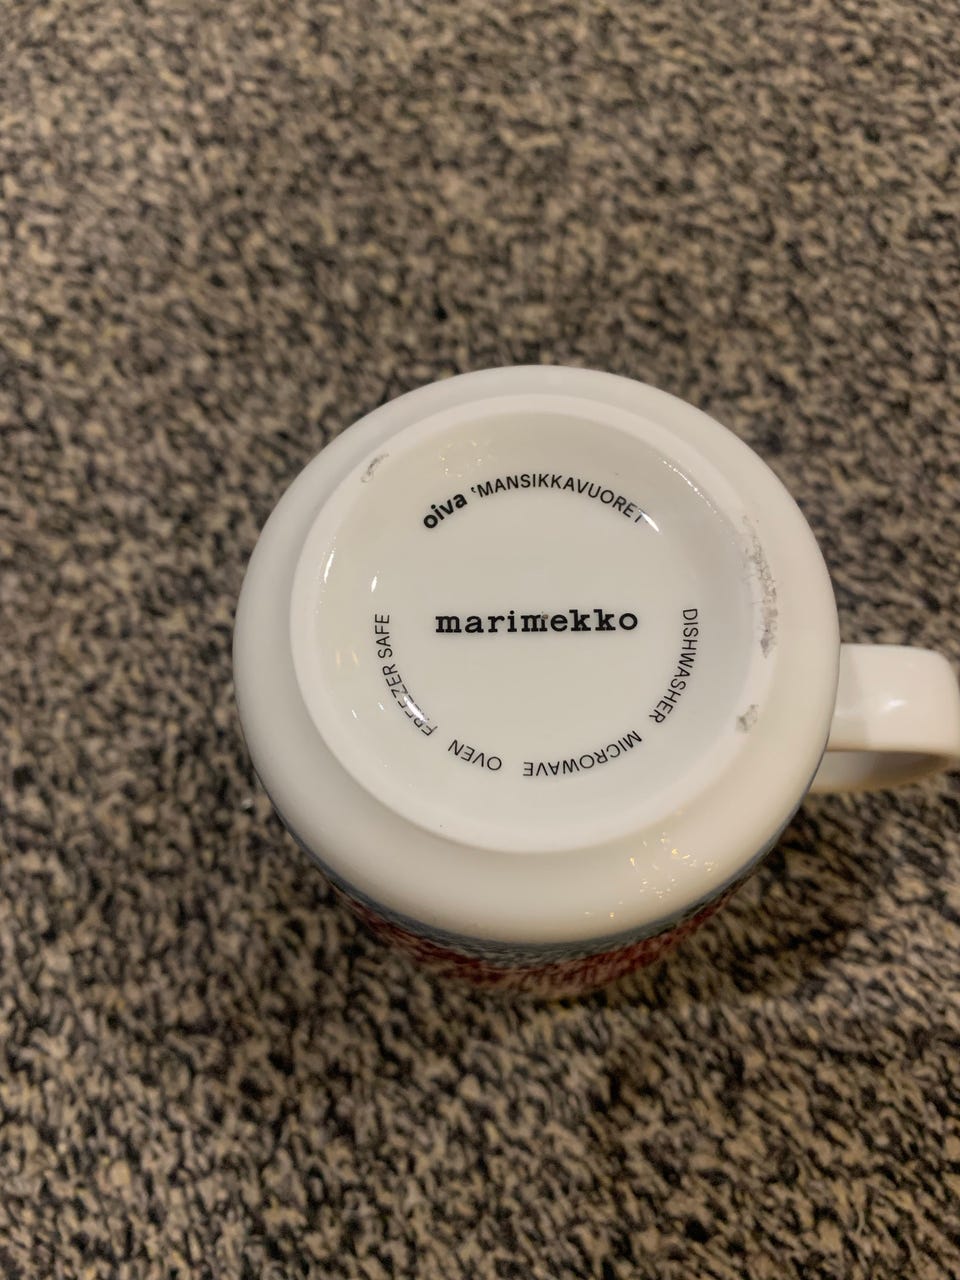 oiva 'MANSIKKAVUORET
marimekko
DISHWASHER MICROWAVE OVEN FREEZER SAFE